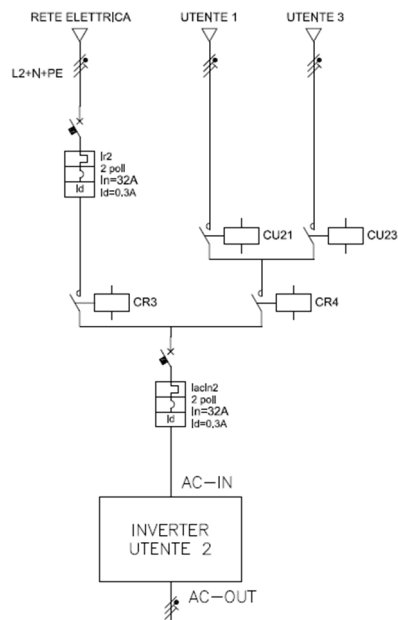 RETE ELETTRICA
UTENTE 1
UTENTE 3
L2+N+PE
Ir2
2 poli
In=32A
Id=0,3A
Id
CU21
CU23
CR3
CR4
IacIn2
2 poli
In=32A
Id=0,3A
Id
AC-IN
INVERTER
UTENTE 2
AC-OUT